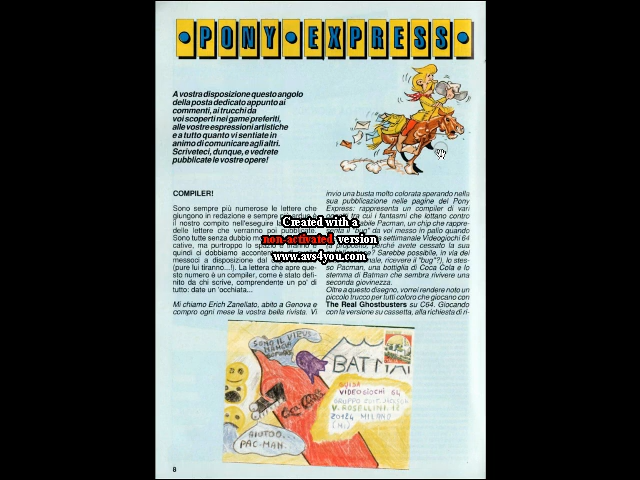 PONY EXPRESS
A vostra disposizione questo angolo
della posta dedicato appunto ai
commenti, ai trucchi da
voi scoperti nei game preferiti,
alle vostre espressioni artistiche
e a tutto quanto vi sentiate in
animo di comunicare agli altri.
Scriveteci, dunque, e vedrete
pubblicate le vostre opere!
COMPILER!
Sono sempre più numerose le lettere che
giungono in redazione e sempre
il nostro compito nell'eseguire la
delle lettere che verranno poi pubblicate.
Sono tutte senza dubbio
cative, ma purtroppo lo spazio
quindi ci dobbiamo
messoci a disposizione
(pure lui tiranno...!). La lettera che apre que-
sto numero è un compiler, come è stato defi-
nito da chi scrive, comprendente un po' di
tutto: date un 'occhiata...
Mi chiamo Erich Zanellato, abito a Genova e
compro ogni mese la vostra bella rivista. Vi
invio una busta molto colorata sperando nella
sua pubblicazione nelle pagine del Pony
Express: rappresenta un compiler di vari
tra cui i fantasmi che lottano contro
Pacman, un chip che rappre-
senta il "bug" da voi messo in palio quando
settimanale Videogiochi 64
(a proposito, perché avete cessato la sua
Sarebbe possibile, in via del
ricevere il "bug"?), lo stes-
so Pacman, una bottiglia di Coca Cola e lo
stemma di Batman che sembra rivivere una
seconda giovinezza.
Oltre a questo disegno, vorrei rendere noto un
piccolo trucco per tutti coloro che giocano con
The Real Ghostbusters su C64. Giocando
con la versione su cassetta, alla richiesta di ri-
Created with a
non-activated version
www.avs4you.com
SONO IL VIRUS
BATMAN
GUIDA
VIDEOGIOCHI 64
V. ROSELLINI, 12
20124 MILANO
(MI)
AIUTOO...
PAC-MAN...
8